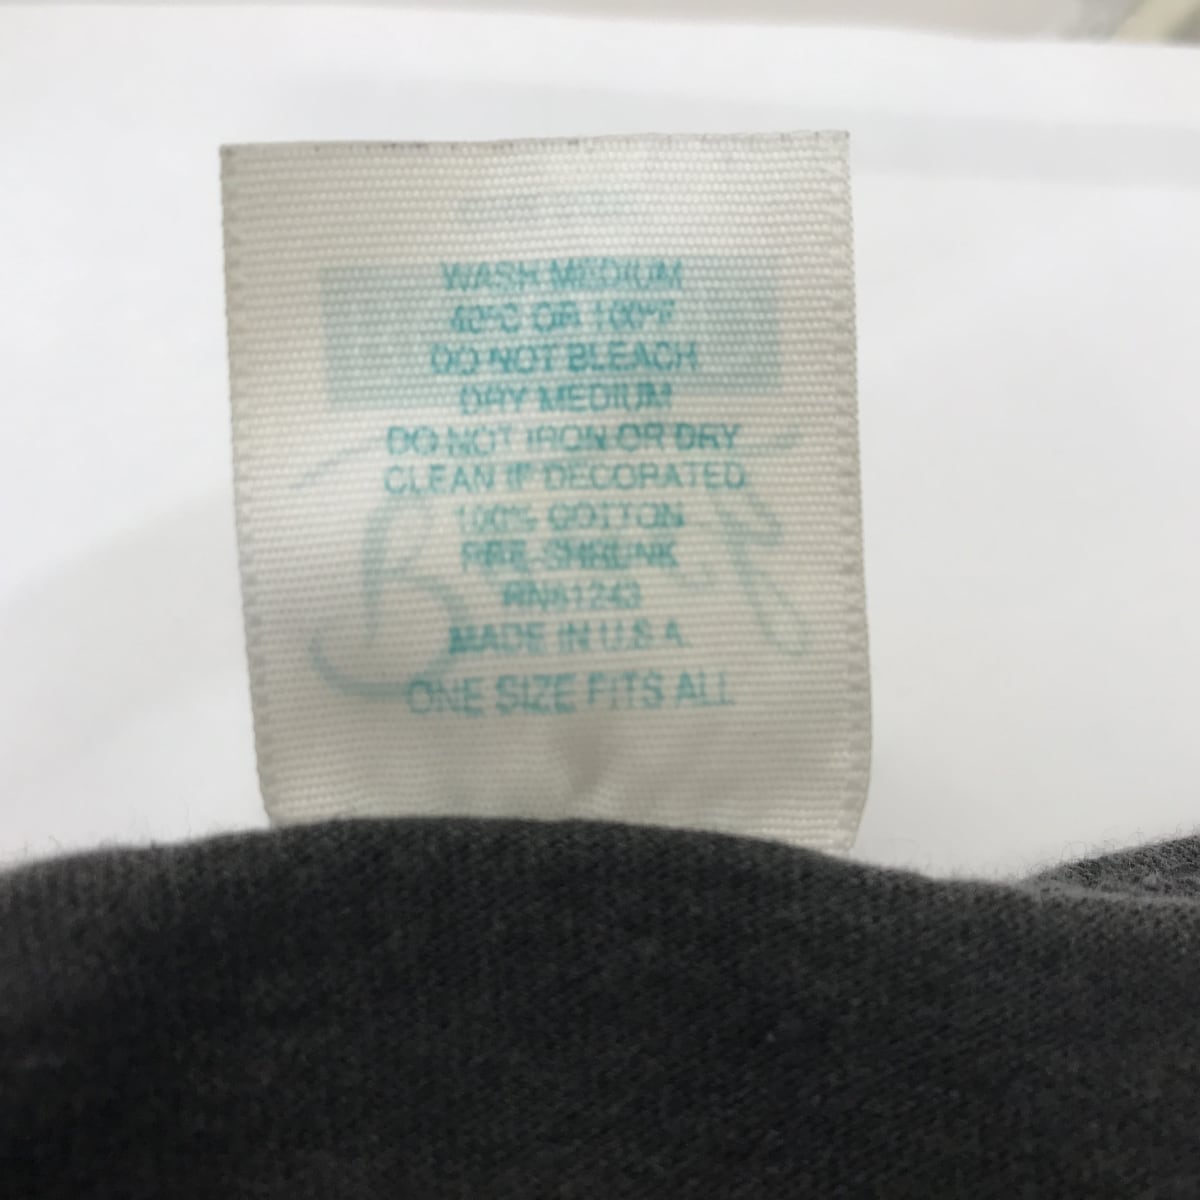 WASH MEDIUM
40°C OR 100°F
DO NOT BLEACH
DRY MEDIUM
DO NOT IRON OR DRY
CLEAN IF DECORATED
100% COTTON
PRE-SHRUNK
MADE IN U.S.A.
ONE SIZE FITS ALL